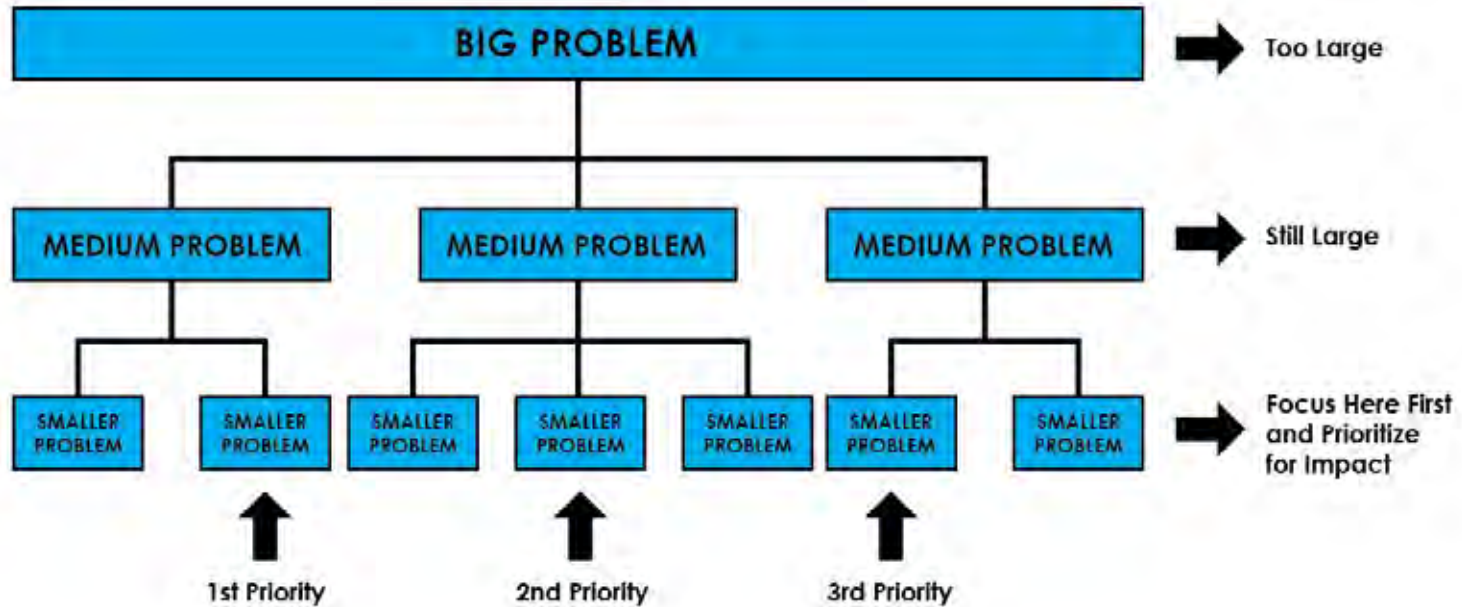 BIG PROBLEM
Too Large
MEDIUM PROBLEM
MEDIUM PROBLEM
MEDIUM PROBLEM
Still Large
SMALLER
PROBLEM
SMALLER
PROBLEM
SMALLER
PROBLEM
SMALLER
PROBLEM
SMALLER
PROBLEM
SMALLER
PROBLEM
SMALLER
PROBLEM
Focus Here First
and Prioritize
for Impact
1st Priority
2nd Priority
3rd Priority